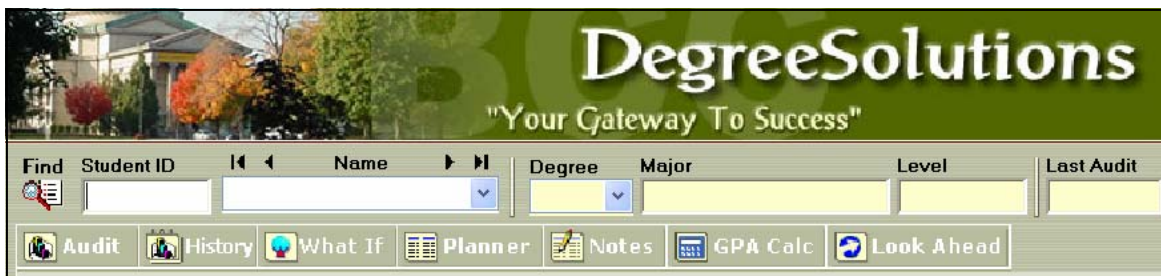 BCC
DegreeSolutions
"Your Gateway To Success"
Find Student ID Name Degree Major Level Last Audit
Audit History What If Planner Notes GPA Calc Look Ahead